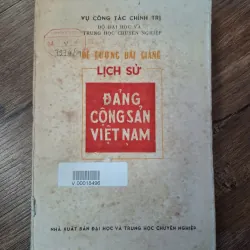 VỤ CÔNG TÁC CHÍNH TRỊ
BỘ ĐẠI HỌC VÀ
TRUNG HỌC CHUYÊN NGHIỆP
ĐỀ CƯƠNG BÀI GIẢNG
LỊCH SỬ
ĐẢNG
CỘNG SẢN
VIỆT NAM
V.00016498
NHÀ XUẤT BẢN ĐẠI HỌC VÀ TRUNG HỌC CHUYÊN NGHIỆP